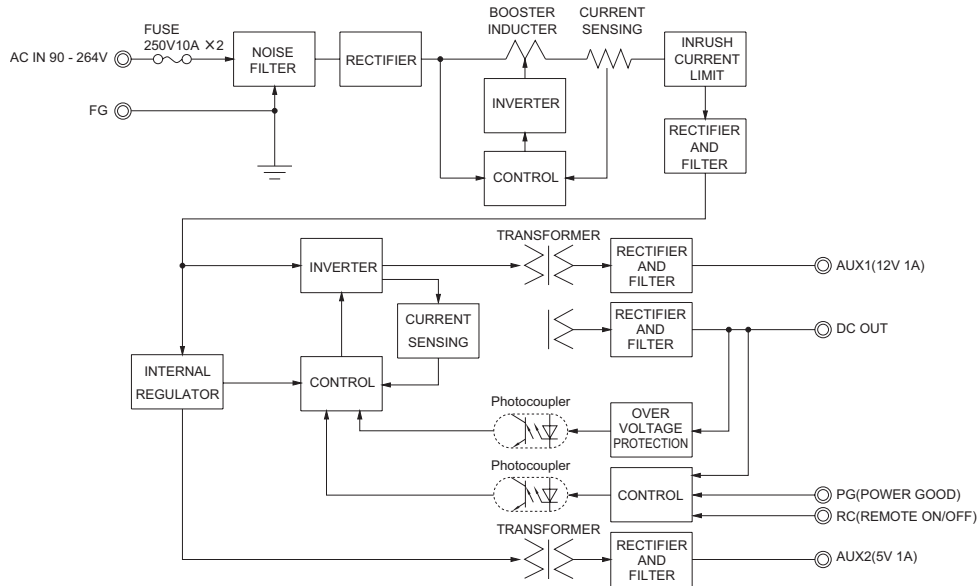 BOOSTER
INDUCTER
CURRENT
SENSING
FUSE
250V10A ×2
AC IN 90 - 264V
NOISE
FILTER
RECTIFIER
INRUSH
CURRENT
LIMIT
FG
INVERTER
CONTROL
RECTIFIER
AND
FILTER
TRANSFORMER
INVERTER
RECTIFIER
AND
FILTER
AUX1(12V 1A)
CURRENT
SENSING
RECTIFIER
AND
FILTER
DC OUT
INTERNAL
REGULATOR
CONTROL
Photocoupler
OVER
VOLTAGE
PROTECTION
Photocoupler
CONTROL
PG(POWER GOOD)
RC(REMOTE ON/OFF)
TRANSFORMER
RECTIFIER
AND
FILTER
AUX2(5V 1A)